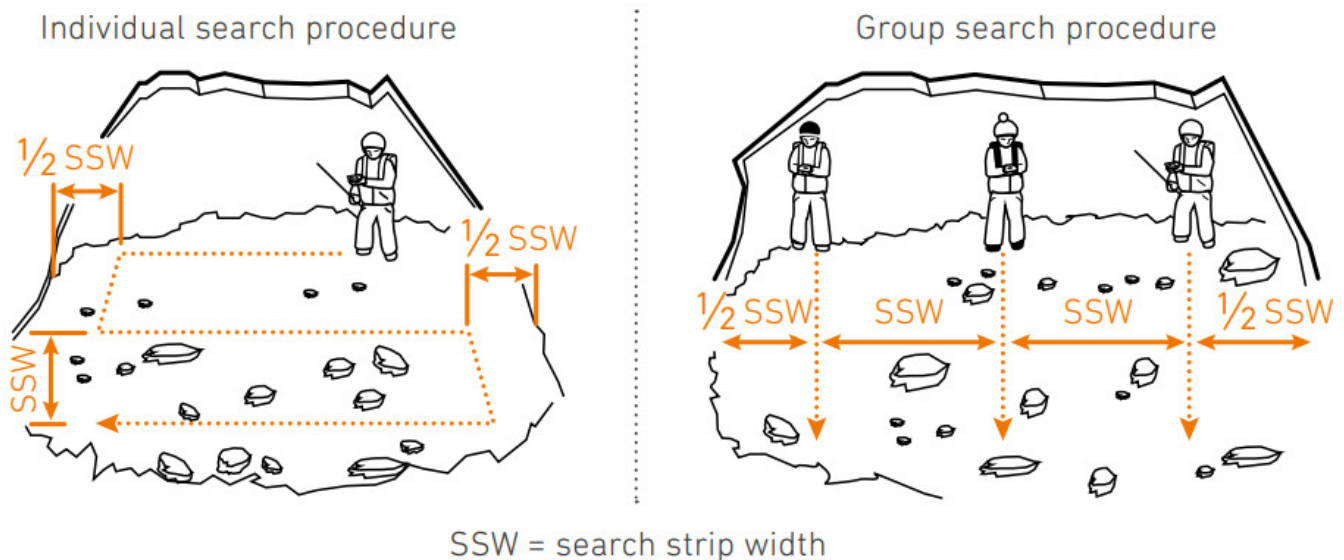 Individual search procedure
Group search procedure
½ SSW
½ SSW
SSW
½ SSW
SSW
SSW
½ SSW
SSW = search strip width